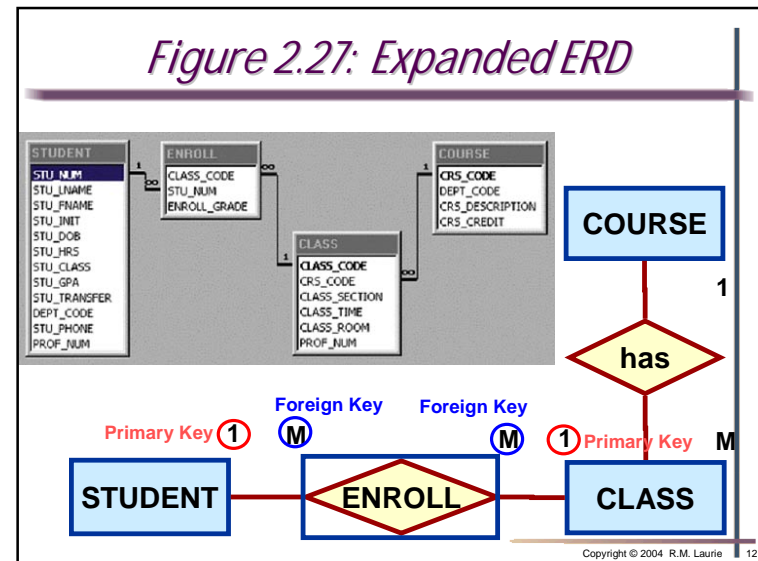 Figure 2.27: Expanded ERD
STUDENT
STU_NUM
STU_LNAME
STU_FNAME
STU_INIT
STU_DOB
STU_HRS
STU_CLASS
STU_GPA
STU_TRANSFER
DEPT_CODE
STU_PHONE
PROF_NUM
1
∞
ENROLL
CLASS_CODE
STU_NUM
ENROLL_GRADE
∞
1
CLASS
CLASS_CODE
CRS_CODE
CLASS_SECTION
CLASS_TIME
CLASS_ROOM
PROF_NUM
∞
1
COURSE
CRS_CODE
DEPT_CODE
CRS_DESCRIPTION
CRS_CREDIT
COURSE
1
has
M
Foreign Key Foreign Key
Primary Key 1 M M 1 Primary Key
STUDENT ENROLL CLASS
Copyright © 2004 R.M. Laurie 12